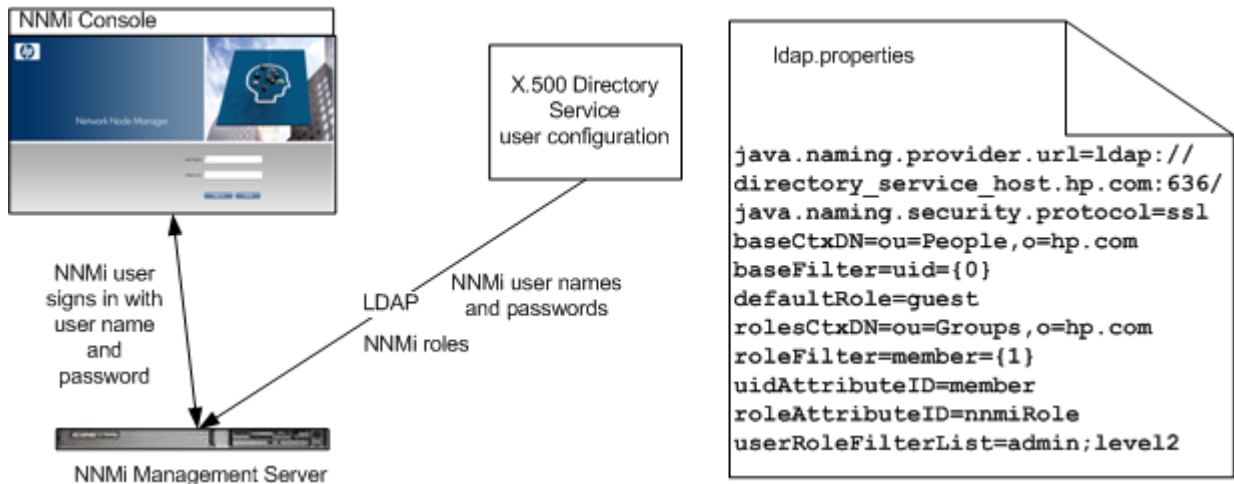 NNMi Console
hp
Network Node Manager
NNMi user
signs in with
user name
and
password
NNMi Management Server
X.500 Directory
Service
user configuration
LDAP
NNMi user names
and passwords
NNMi roles
ldap.properties
java.naming.provider.url=ldap://
directory_service_host.hp.com:636/
java.naming.security.protocol=ssl
baseCtxDN=ou=People,o=hp.com
baseFilter=uid={0}
defaultRole=guest
rolesCtxDN=ou=Groups,o=hp.com
roleFilter=member={1}
uidAttributeID=member
roleAttributeID=nnmiRole
userRoleFilterList=admin;level2